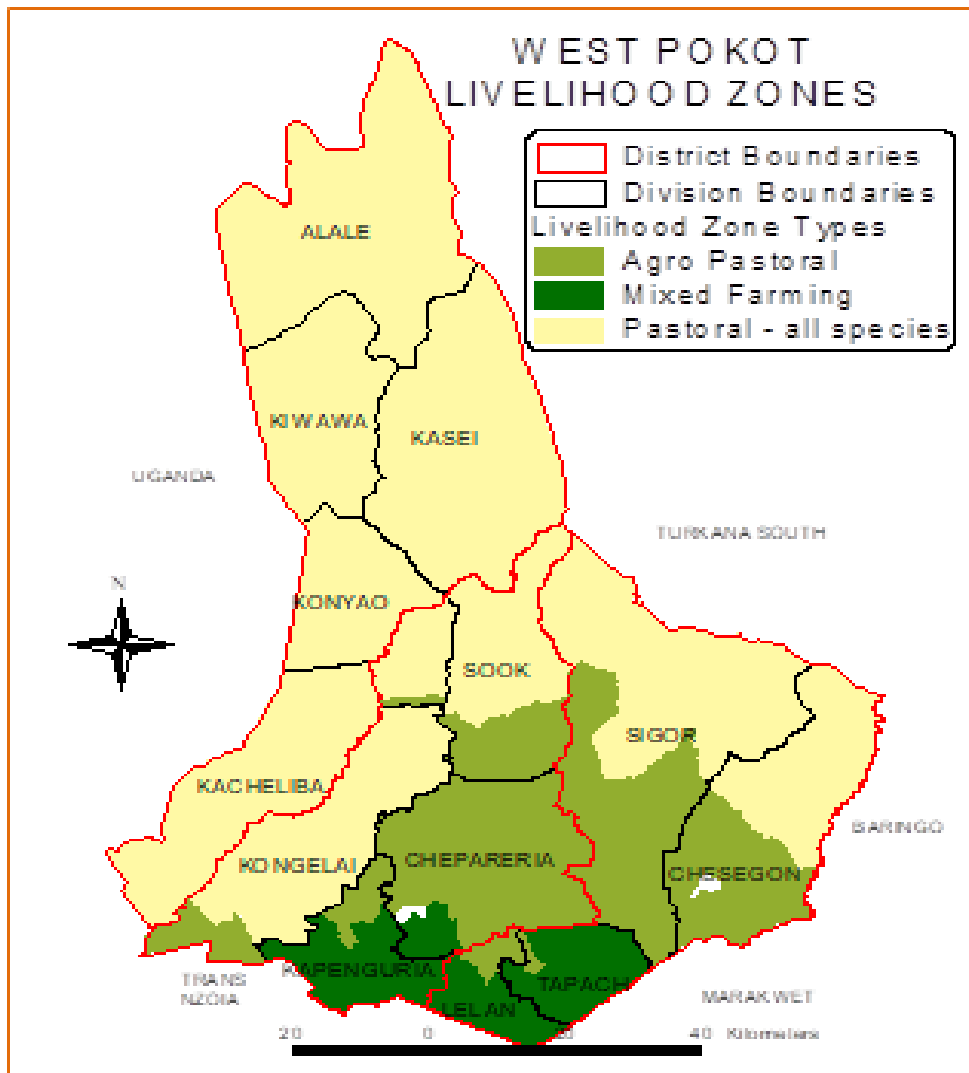 WEST POKOT
LIVELIHOOD ZONES
District Boundaries
Division Boundaries
Livelihood Zone Types
Agro Pastoral
Mixed Farming
Pastoral - all species
ALALE
KIWAWA
KASEI
UGANDA
TURKANA SOUTH
N
KONYAO
SOOK
SIGOR
KACHELIBA
BARINGO
KONGELAI
CHEPARERIA
CHESEGON
KAPENGURIA
TRANS
NZOIA
TAPACH
MARAKWET
LELAN
20 0 20 40 Kilometers